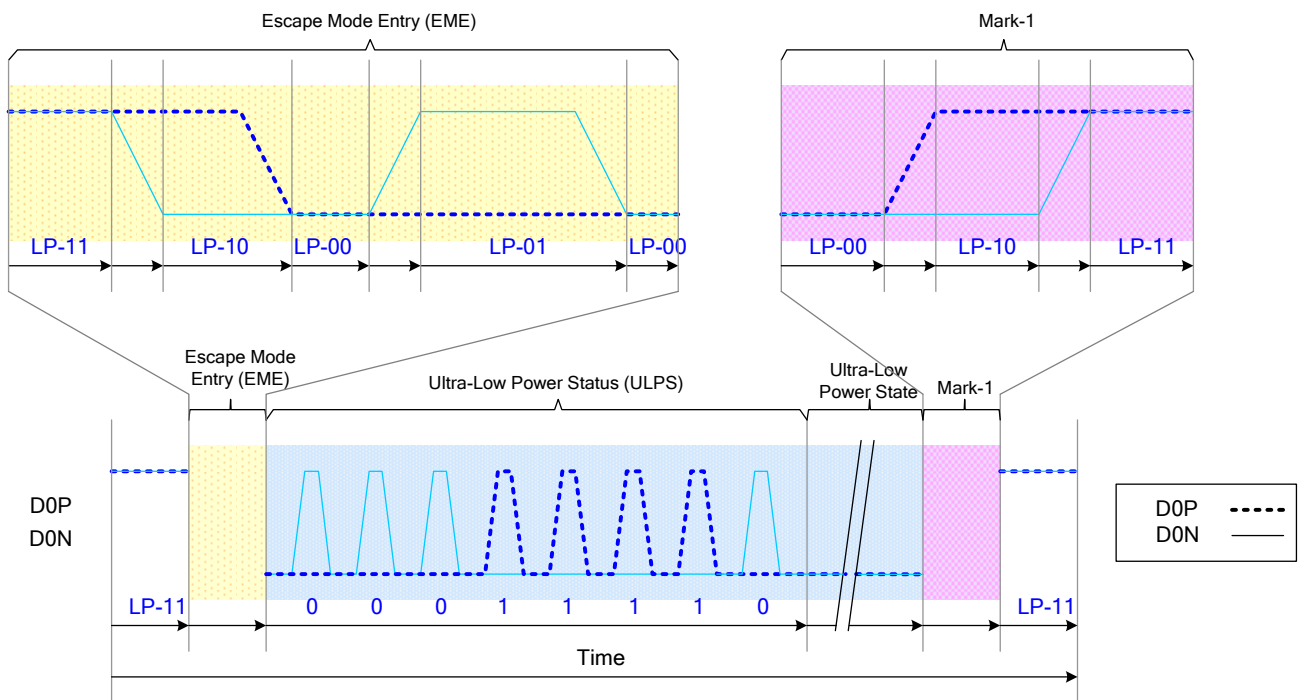 Escape Mode Entry (EME)
Mark-1
LP-11
LP-10
LP-00
LP-01
LP-00
LP-00
LP-10
LP-11
Escape Mode
Entry (EME)
Ultra-Low Power Status (ULPS)
Ultra-Low
Power State
Mark-1
D0P
D0N
D0P
D0N
LP-11
0
0
0
1
1
1
1
0
LP-11
Time